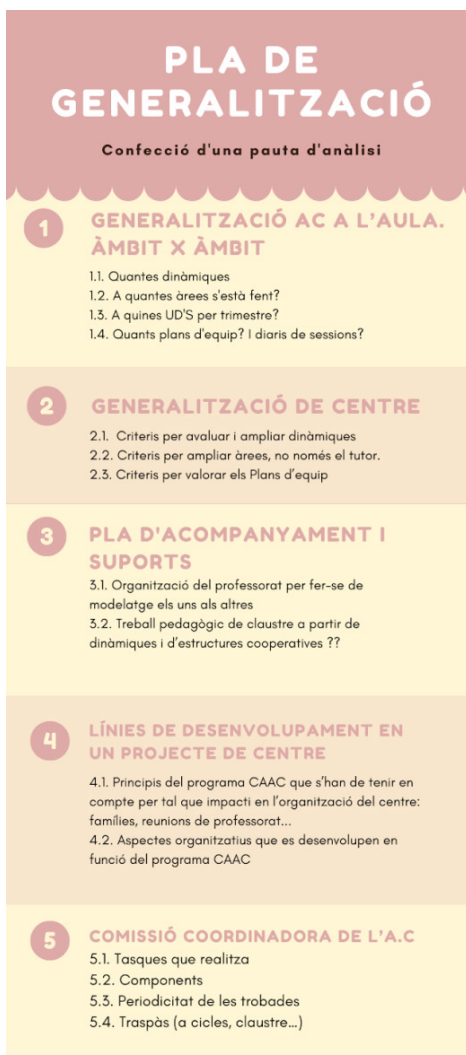 PLA DE
GENERALITZACIÓ
Confecció d'una pauta d'anàlisi
1
GENERALITZACIÓ AC A L'AULA.
ÀMBIT X ÀMBIT
1.1. Quantes dinàmiques
1.2. A quantes àrees s'està fent?
1.3. A quines UD'S per trimestre?
1.4. Quants plans d'equip? I diaris de sessions?
2
GENERALITZACIÓ DE CENTRE
2.1. Criteris per avaluar i ampliar dinàmiques
2.2. Criteris per ampliar àrees, no només el tutor.
2.3. Criteris per valorar els Plans d'equip
3
PLA D'ACOMPANYAMENT I
SUPORTS
3.1. Organització del professorat per fer-se de
modelatge els uns als altres
3.2. Treball pedagògic de claustre a partir de
dinàmiques i d'estructures cooperatives ??
4
LÍNIES DE DESENVOLUPAMENT EN
UN PROJECTE DE CENTRE
4.1. Principis del programa CAAC que s'han de tenir en
compte per tal que impacti en l'organització del centre:
famílies, reunions de professorat...
4.2. Aspectes organitzatius que es desenvolupen en
funció del programa CAAC
5
COMISSIÓ COORDINADORA DE L'A.C
5.1. Tasques que realitza
5.2. Components
5.3. Periodicitat de les trobades
5.4. Traspàs (a cicles, claustre...)